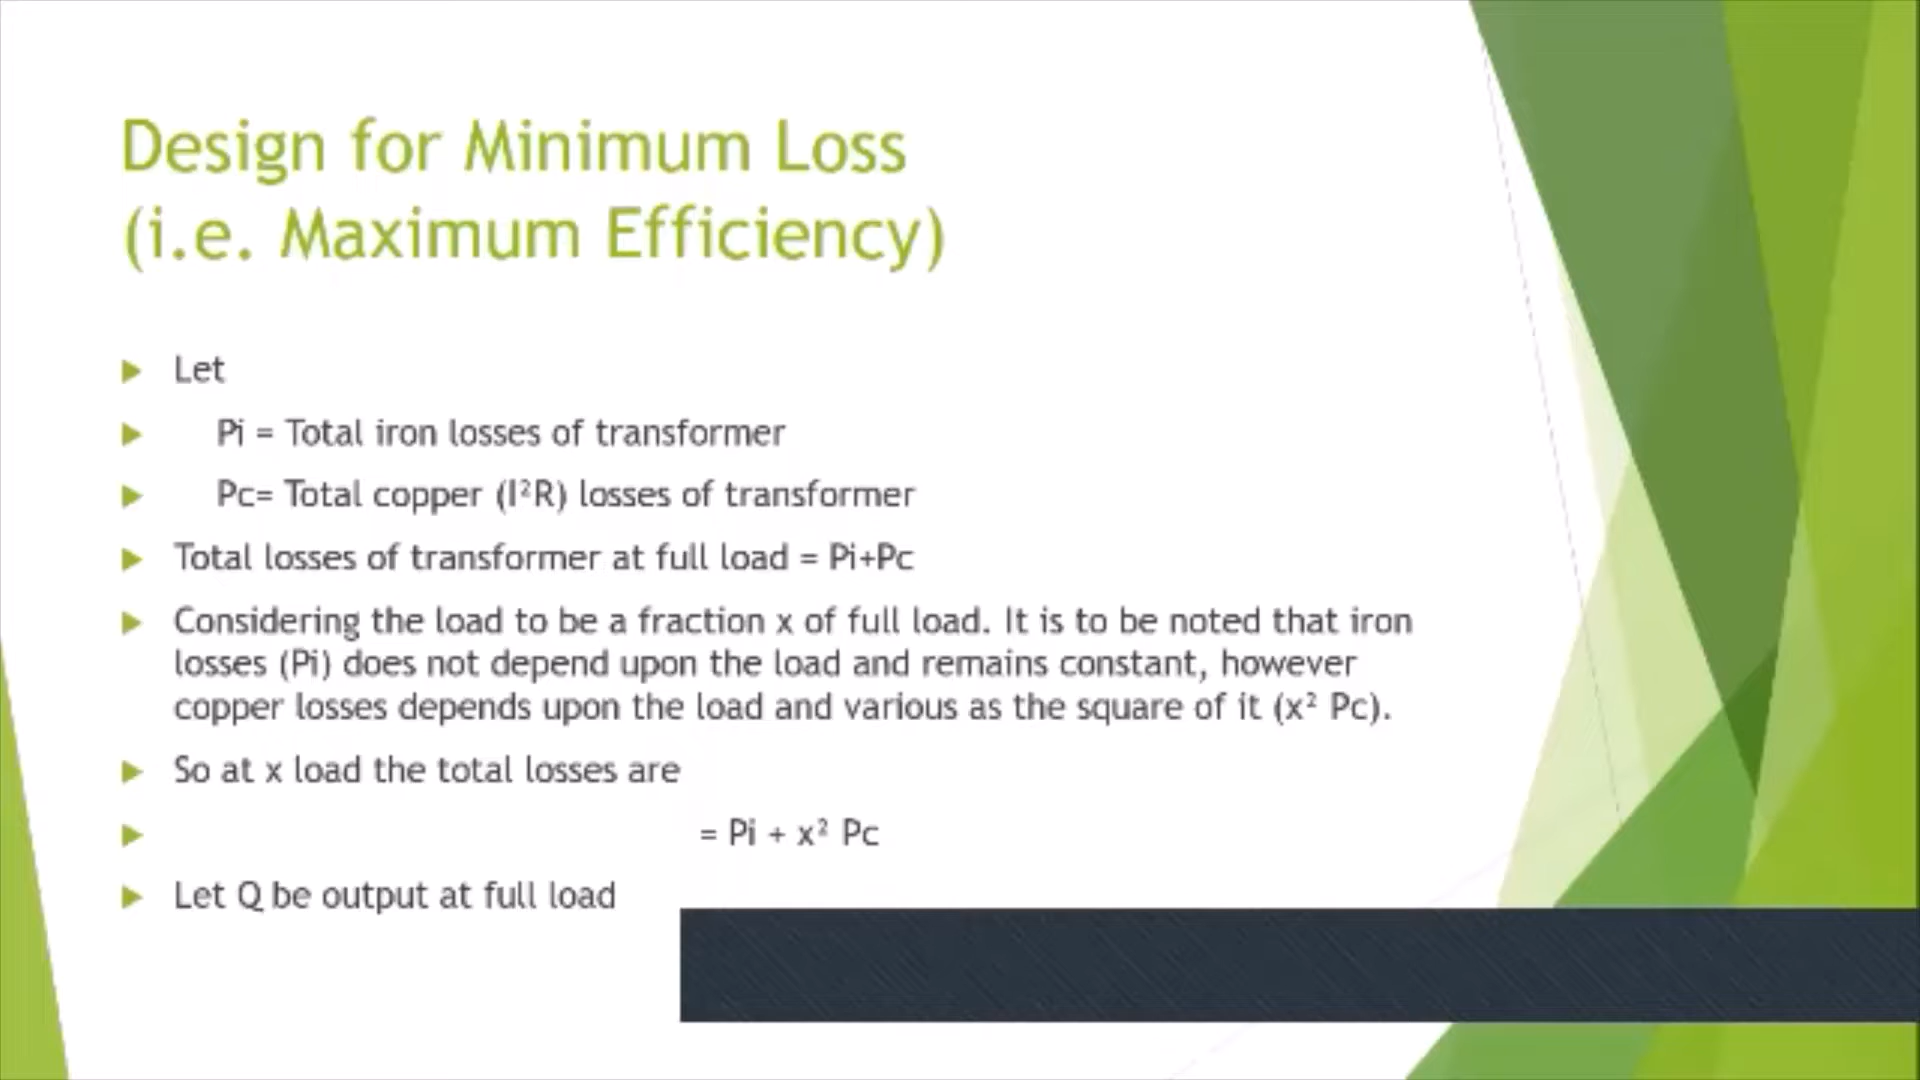 Design for Minimum Loss
(i.e. Maximum Efficiency)
Let
Pi = Total iron losses of transformer
Pc= Total copper (I²R) losses of transformer
Total losses of transformer at full load = Pi+Pc
Considering the load to be a fraction x of full load. It is to be noted that iron
losses (Pi) does not depend upon the load and remains constant, however
copper losses depends upon the load and various as the square of it (x² Pc).
So at x load the total losses are
= Pi + x² Pc
Let Q be output at full load